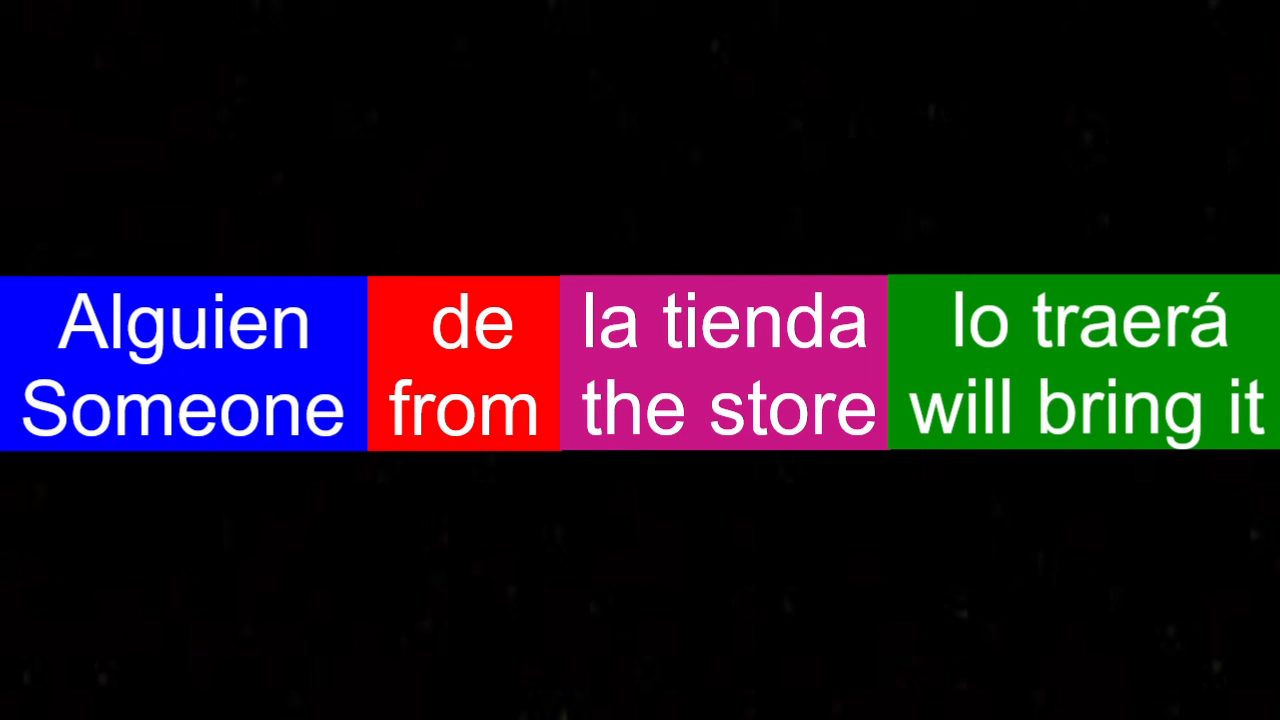 Alguien de la tienda lo traerá
Someone from the store will bring it